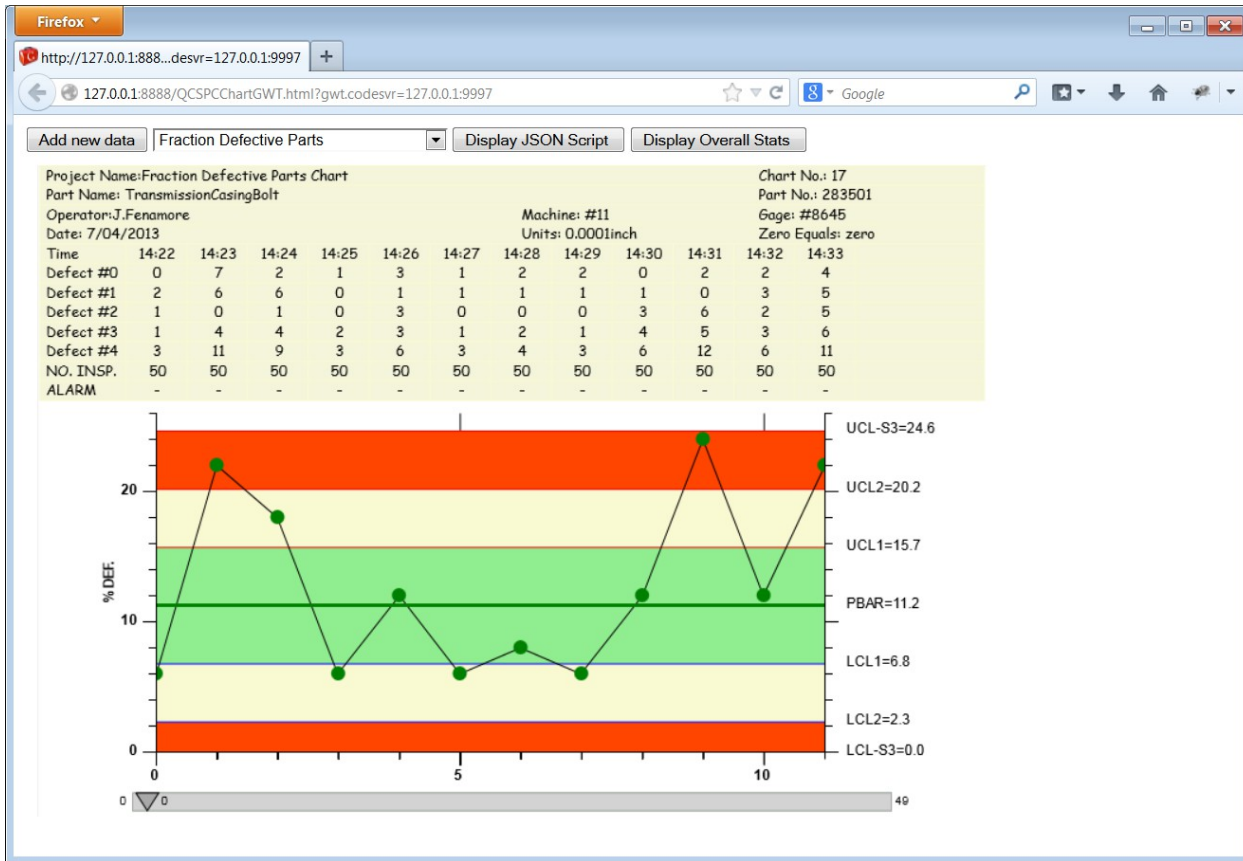 Firefox
http://127.0.0.1:888...desvr=127.0.0.1:9997 +
127.0.0.1:8888/QCSPCChartGWT.html?gwt.codesvr=127.0.0.1:9997 8 Google
Add new data Fraction Defective Parts Display JSON Script Display Overall Stats
Project Name:Fraction Defective Parts Chart Chart No.: 17
Part Name: TransmissionCasingBolt Part No.: 283501
Operator:J.Fenamore Machine: #11 Gage: #8645
Date: 7/04/2013 Units: 0.0001inch Zero Equals: zero
Time 14:22 14:23 14:24 14:25 14:26 14:27 14:28 14:29 14:30 14:31 14:32 14:33
Defect #0 0 7 2 1 3 1 2 2 0 2 2 4
Defect #1 2 6 6 0 1 1 1 1 1 0 3 5
Defect #2 1 0 1 0 3 0 0 0 3 6 2 5
Defect #3 1 4 4 2 3 1 2 1 4 5 3 6
Defect #4 3 11 9 3 6 3 4 3 6 12 6 11
NO. INSP. 50 50 50 50 50 50 50 50 50 50 50 50
ALARM - - - - - - - - - - - -
UCL-S3=24.6
20 UCL2=20.2
UCL1=15.7
% DEF.
PBAR=11.2
10
LCL1=6.8
LCL2=2.3
0 LCL-S3=0.0
0 5 10
0 0 49